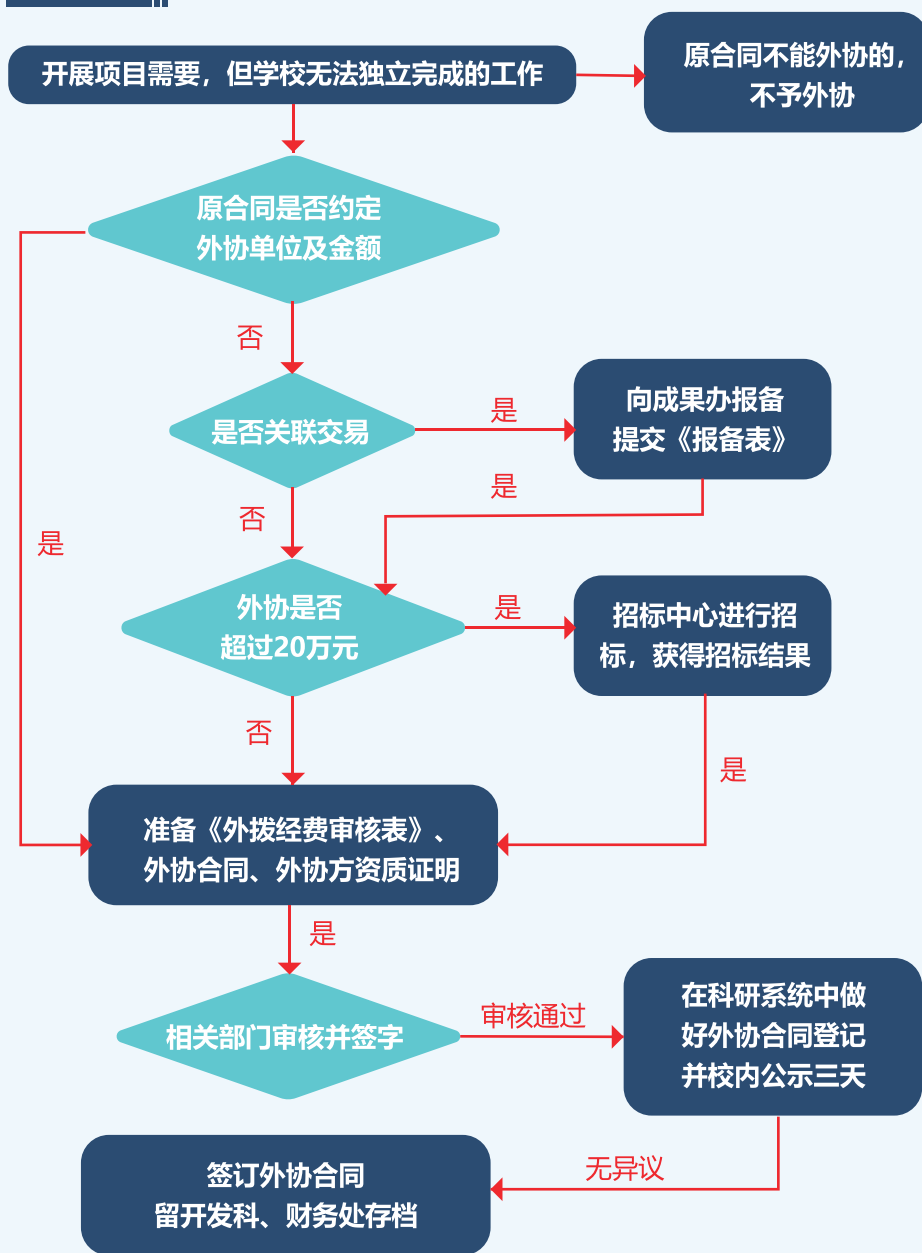 开展项目需要，但学校无法独立完成的工作
原合同不能外协的，
不予外协
原合同是否约定
外协单位及金额
否
是否关联交易
是
向成果办报备
提交《报备表》
是
否
是
外协是否
超过20万元
是
招标中心进行招
标，获得招标结果
否
是
准备《外拨经费审核表》、
外协合同、外协方资质证明
是
相关部门审核并签字
审核通过
在科研系统中做
好外协合同登记
并校内公示三天
无异议
签订外协合同
留开发科、财务处存档